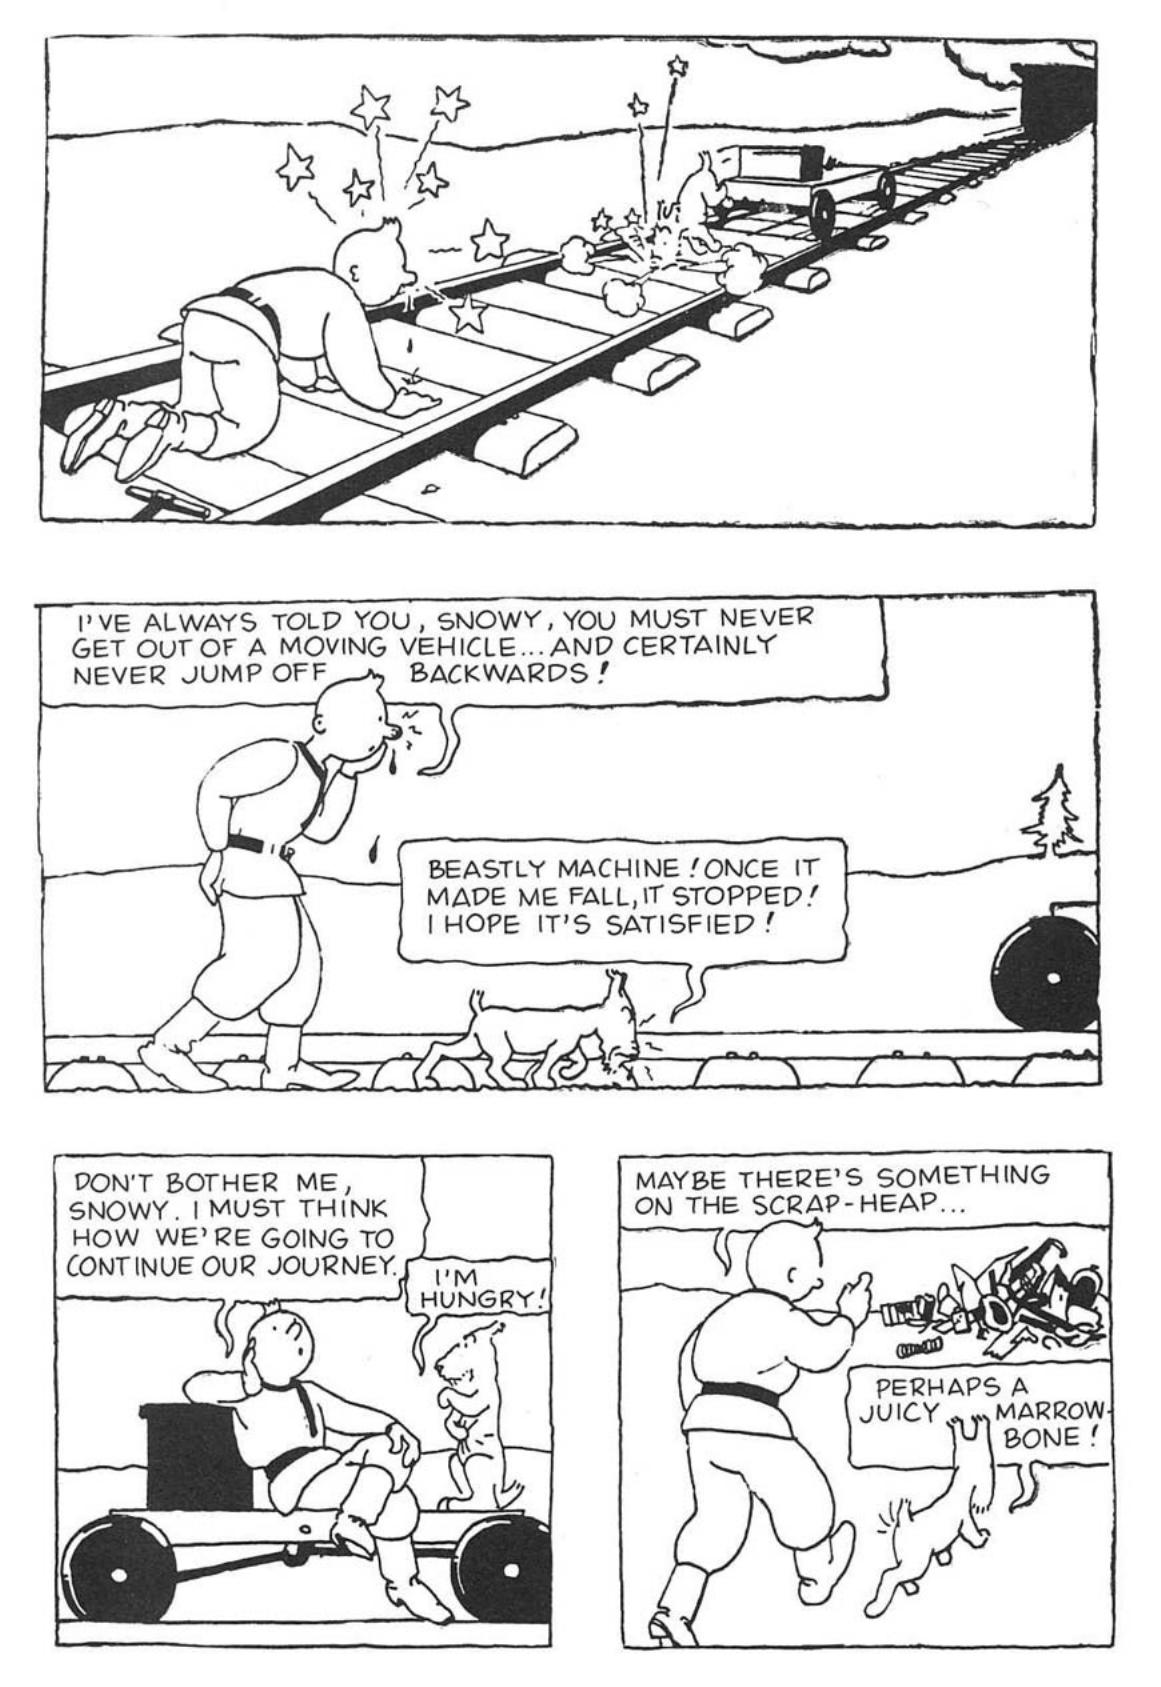 I'VE ALWAYS TOLD YOU, SNOWY, YOU MUST NEVER
GET OUT OF A MOVING VEHICLE... AND CERTAINLY
NEVER JUMP OFF BACKWARDS!
BEASTLY MACHINE! ONCE IT
MADE ME FALL, IT STOPPED!
I HOPE IT'S SATISFIED!
DON'T BOTHER ME,
SNOWY. I MUST THINK
HOW WE'RE GOING TO
CONTINUE OUR JOURNEY.
I'M
HUNGRY!
MAYBE THERE'S SOMETHING
ON THE SCRAP-HEAP...
PERHAPS A
JUICY MARROW-
BONE!